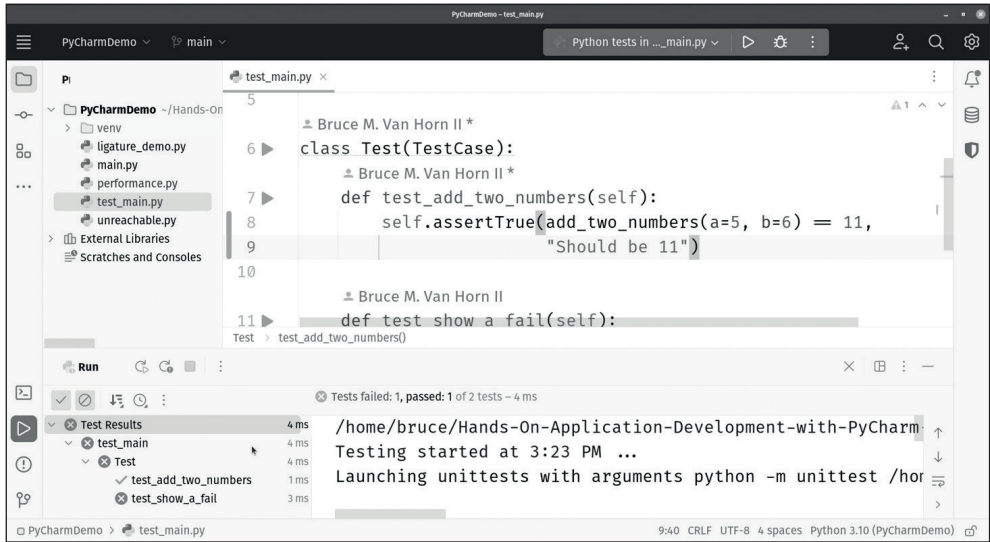 PyCharmDemo – test_main.py
PyCharmDemo
main
Python tests in ..._main.py
P
test_main.py
PyCharmDemo ~/Hands-On
venv
ligature_demo.py
main.py
performance.py
test_main.py
unreachable.py
External Libraries
Scratches and Consoles
5
1
Bruce M. Van Horn II *
6 class Test(TestCase):
Bruce M. Van Horn II *
7 def test_add_two_numbers(self):
8 self.assertTrue(add_two_numbers(a=5, b=6) == 11,
9 "Should be 11")
10
Bruce M. Van Horn II
11 def test_show_a_fail(self):
Test > test_add_two_numbers()
Run
Tests failed: 1, passed: 1 of 2 tests – 4 ms
Test Results 4 ms
test_main 4 ms
Test 4 ms
test_add_two_numbers 1 ms
test_show_a_fail 3 ms
/home/bruce/Hands-On-Application-Development-with-PyCharm-
Testing started at 3:23 PM ...
Launching unittests with arguments python -m unittest /hom
PyCharmDemo > test_main.py
9:40 CRLF UTF-8 4 spaces Python 3.10 (PyCharmDemo)